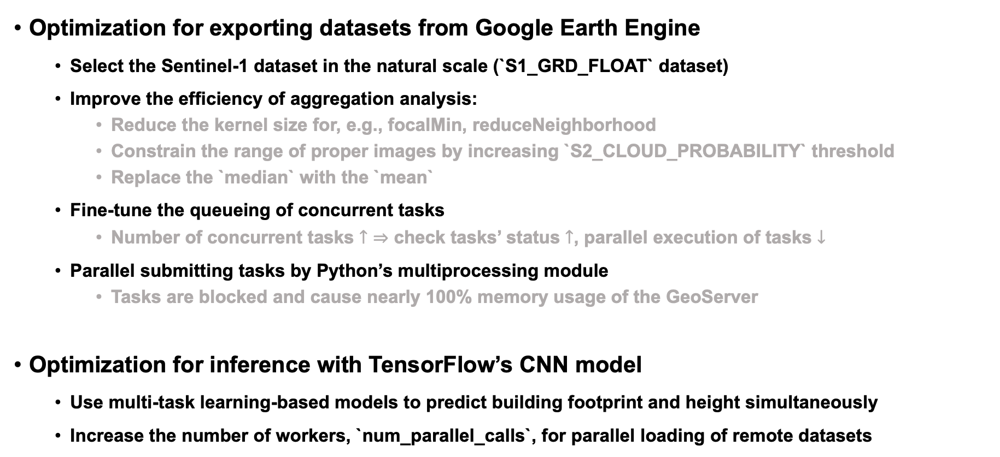 • Optimization for exporting datasets from Google Earth Engine
• Select the Sentinel-1 dataset in the natural scale (`S1_GRD_FLOAT` dataset)
• Improve the efficiency of aggregation analysis:
• Reduce the kernel size for, e.g., focalMin, reduceNeighborhood
• Constrain the range of proper images by increasing `S2_CLOUD_PROBABILITY` threshold
• Replace the `median` with the `mean`
• Fine-tune the queueing of concurrent tasks
• Number of concurrent tasks ↑ ⇒ check tasks’ status ↑, parallel execution of tasks ↓
• Parallel submitting tasks by Python’s multiprocessing module
• Tasks are blocked and cause nearly 100% memory usage of the GeoServer
• Optimization for inference with TensorFlow’s CNN model
• Use multi-task learning-based models to predict building footprint and height simultaneously
• Increase the number of workers, `num_parallel_calls`, for parallel loading of remote datasets